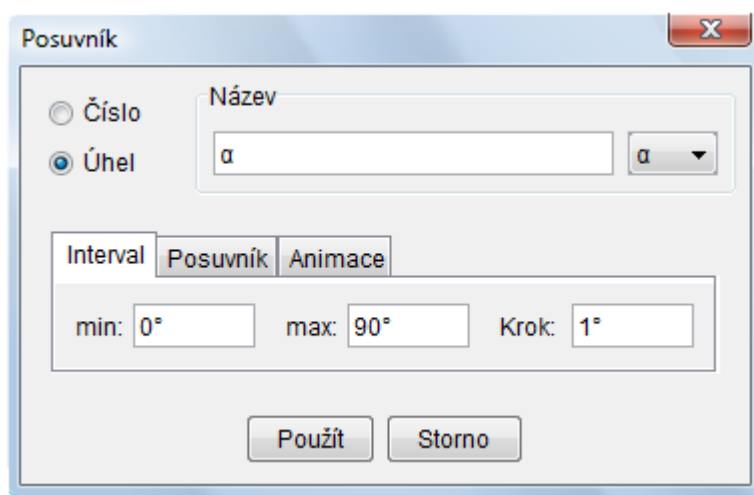 Posuvník
Číslo
Úhel
Název
α
α
Interval Posuvník Animace
min: 0° max: 90° Krok: 1°
Použít Storno